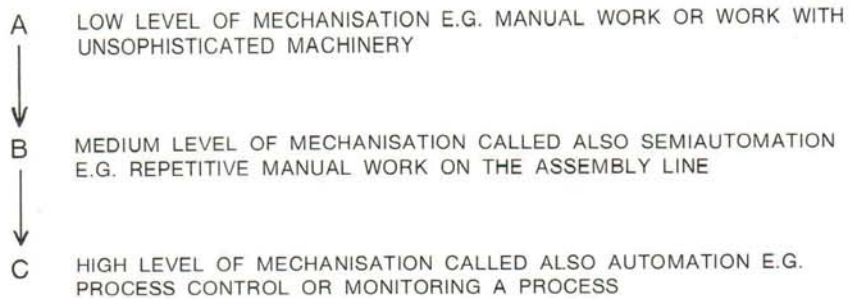 A LOW LEVEL OF MECHANISATION E.G. MANUAL WORK OR WORK WITH
UNSOPHISTICATED MACHINERY
B MEDIUM LEVEL OF MECHANISATION CALLED ALSO SEMIAUTOMATION
E.G. REPETITIVE MANUAL WORK ON THE ASSEMBLY LINE
C HIGH LEVEL OF MECHANISATION CALLED ALSO AUTOMATION E.G.
PROCESS CONTROL OR MONITORING A PROCESS